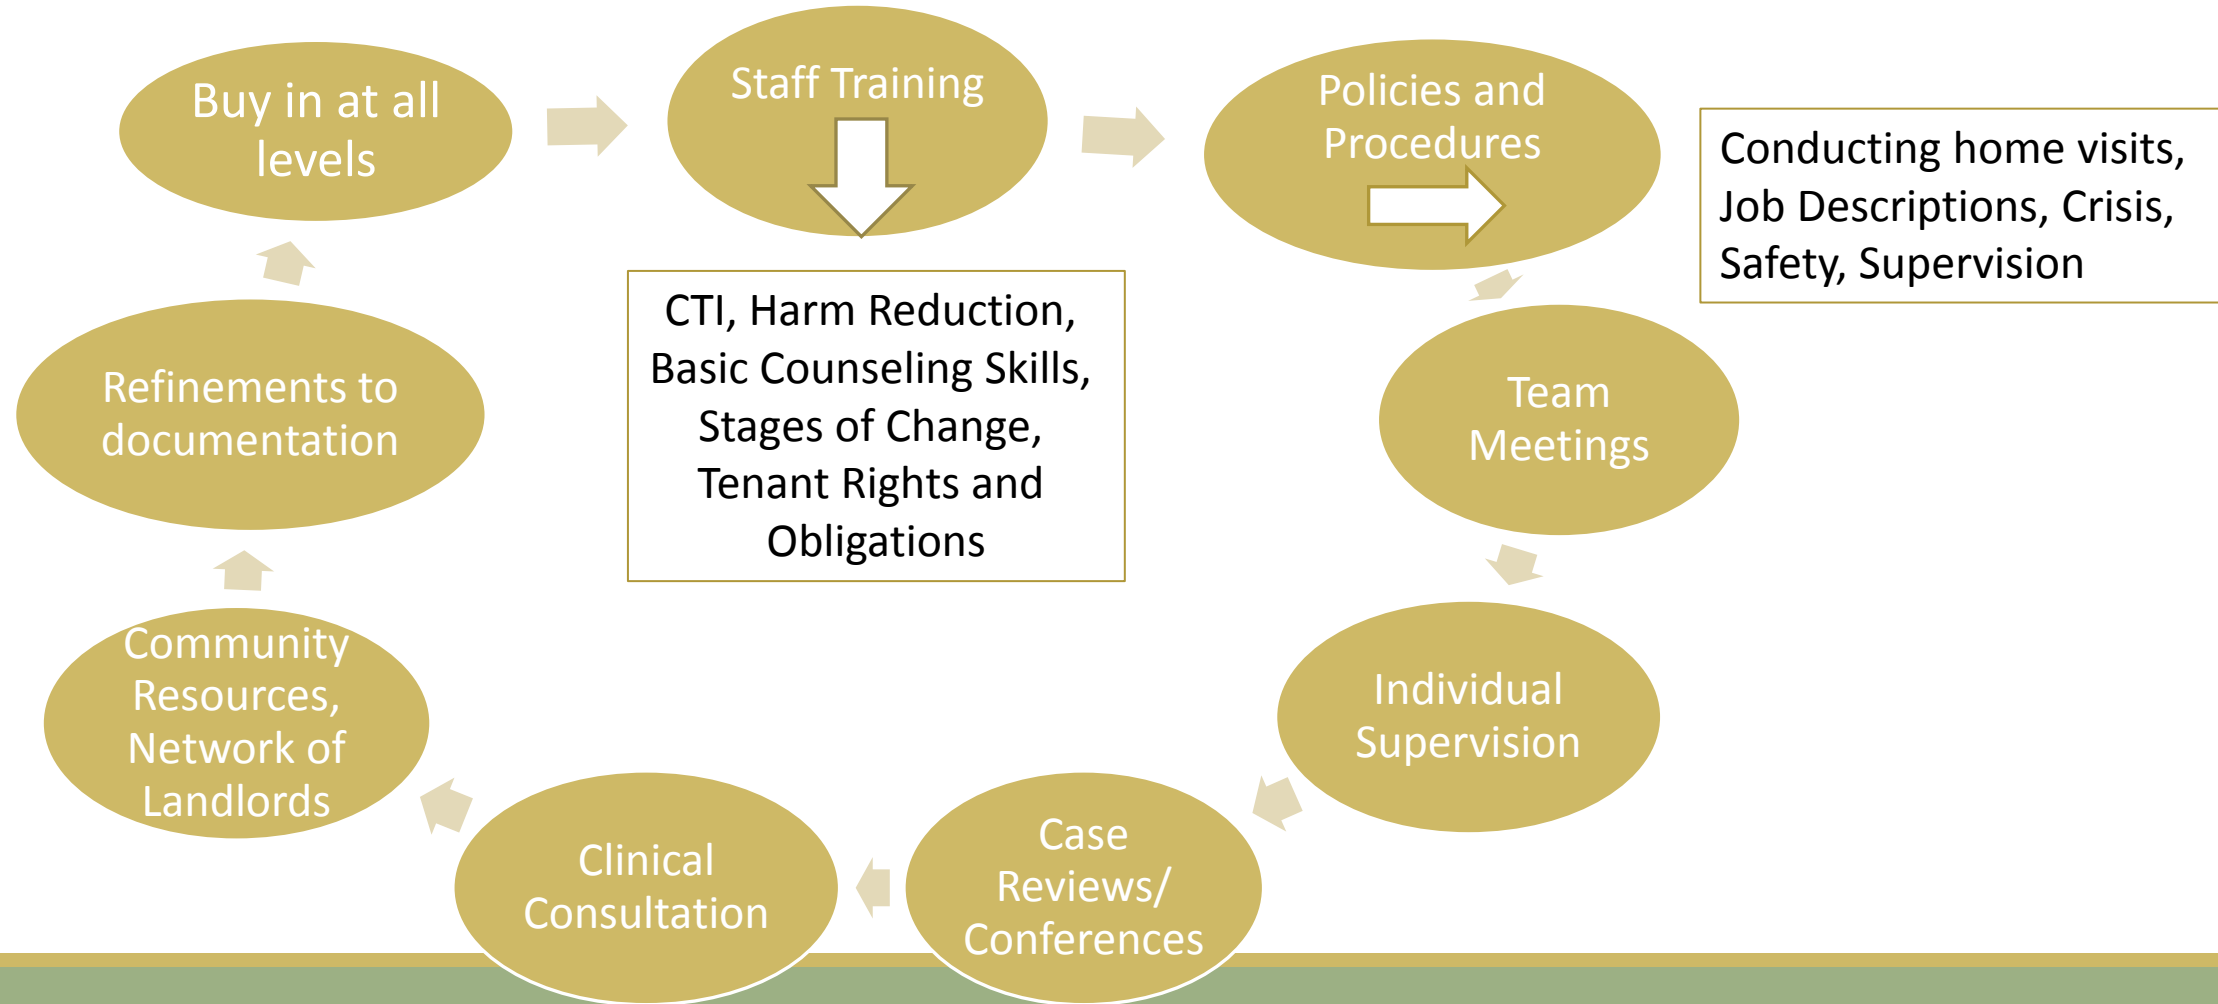 Buy in at all
levels
Staff Training
Policies and
Procedures
Conducting home visits,
Job Descriptions, Crisis,
Safety, Supervision
CTI, Harm Reduction,
Basic Counseling Skills,
Stages of Change,
Tenant Rights and
Obligations
Team
Meetings
Individual
Supervision
Case
Reviews/
Conferences
Clinical
Consultation
Community
Resources,
Network of
Landlords
Refinements to
documentation